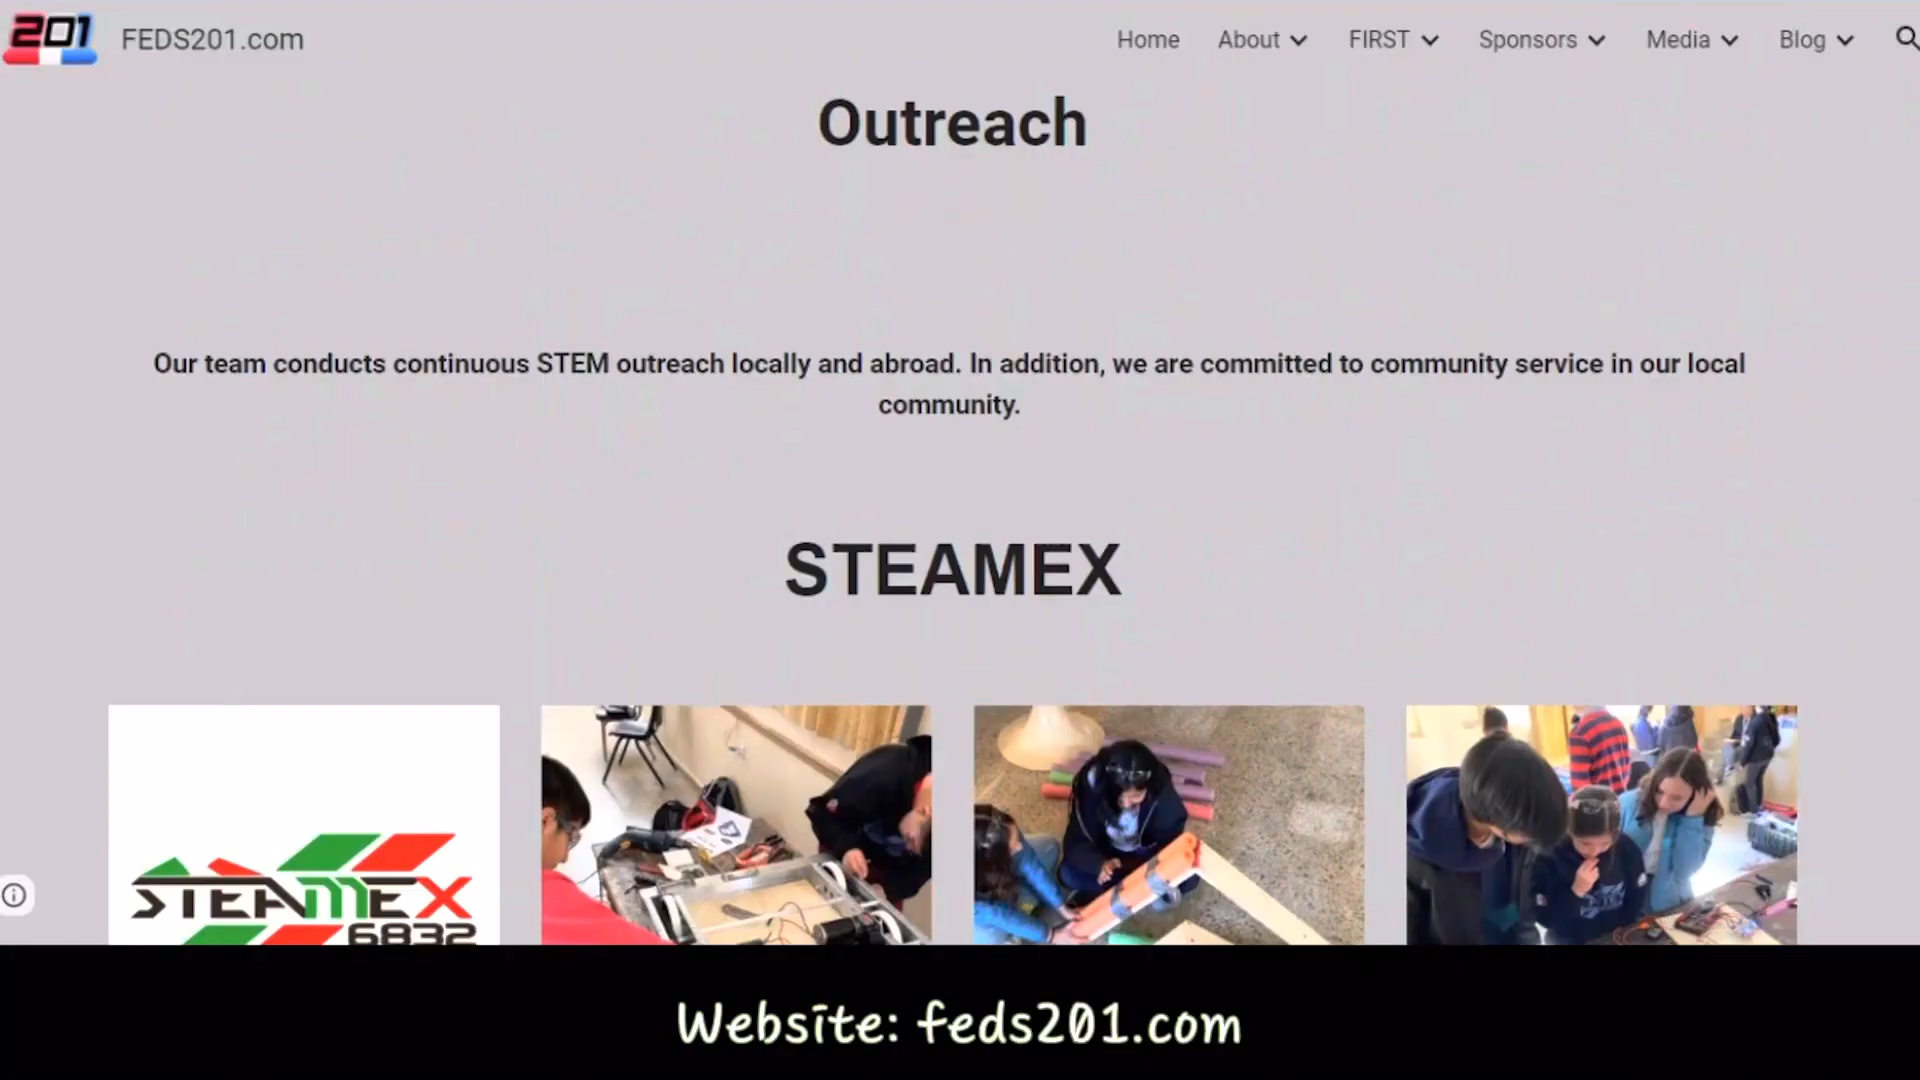 201
FEDS201.com
Home
About
FIRST
Sponsors
Media
Blog
Outreach
Our team conducts continuous STEM outreach locally and abroad. In addition, we are committed to community service in our local
community.
STEAMEX
STEAMEX
6832
Website: feds201.com